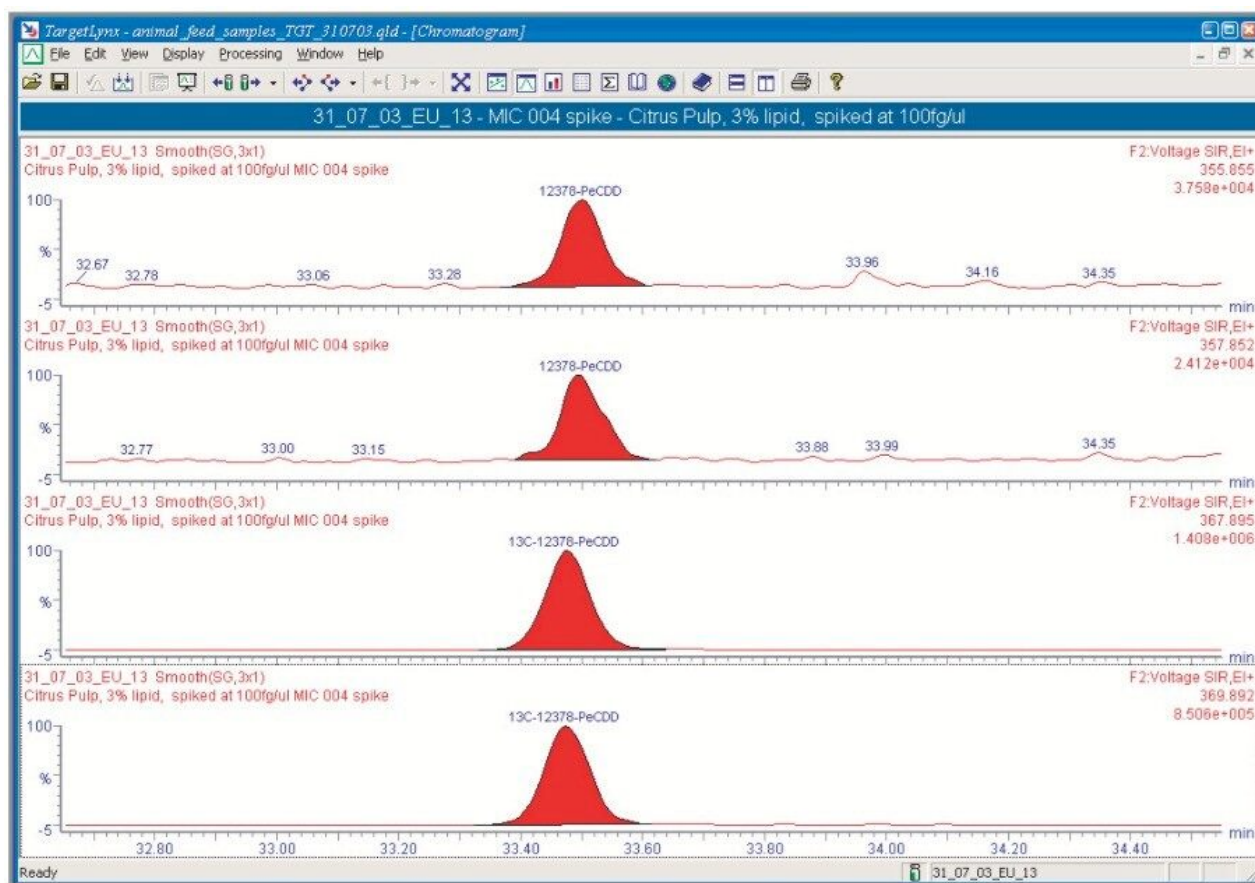 TargetLynx - animal_feed_samples_TGT_310703.qld - [Chromatogram]
File Edit View Display Processing Window Help
31_07_03_EU_13 - MIC 004 spike - Citrus Pulp, 3% lipid, spiked at 100fg/ul
31_07_03_EU_13 Smooth(SG,3x1)
Citrus Pulp, 3% lipid, spiked at 100fg/ul MIC 004 spike
F2:Voltage SIR,EI+
355.855
3.758e+004
12378-PeCDD
100
%
-5
32.67
32.78
33.06
33.28
33.96
34.16
34.35
min
31_07_03_EU_13 Smooth(SG,3x1)
Citrus Pulp, 3% lipid, spiked at 100fg/ul MIC 004 spike
F2:Voltage SIR,EI+
357.852
2.412e+004
12378-PeCDD
100
%
-5
32.77
33.00
33.15
33.88
33.99
34.35
min
31_07_03_EU_13 Smooth(SG,3x1)
Citrus Pulp, 3% lipid, spiked at 100fg/ul MIC 004 spike
F2:Voltage SIR,EI+
367.895
1.408e+006
13C-12378-PeCDD
100
%
-5
min
31_07_03_EU_13 Smooth(SG,3x1)
Citrus Pulp, 3% lipid, spiked at 100fg/ul MIC 004 spike
F2:Voltage SIR,EI+
369.892
8.506e+005
13C-12378-PeCDD
100
%
-5
min
32.80 33.00 33.20 33.40 33.60 33.80 34.00 34.20 34.40
Ready
31_07_03_EU_13